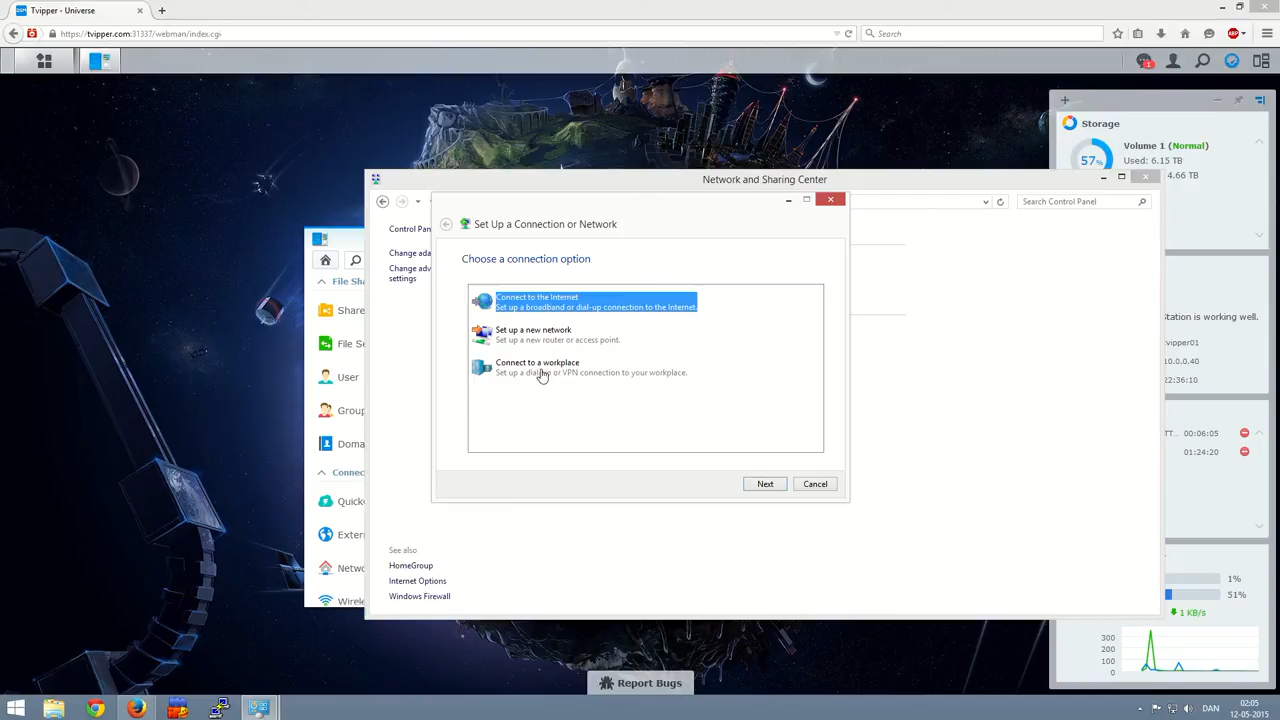 Tvipper - Universe
https://tvipper.com:31337/webman/index.cgi
Search
ABP
1
Storage
57%
Volume 1 (Normal)
Used: 6.15 TB
4.66 TB
Network and Sharing Center
Search Control Panel
Control Pan
Change ada
Change adv
settings
Set Up a Connection or Network
Choose a connection option
Connect to the Internet
Set up a broadband or dial-up connection to the Internet.
Set up a new network
Set up a new router or access point.
Connect to a workplace
Set up a dial-up or VPN connection to your workplace.
Next
Cancel
File Sha
Share
File Se
User
Group
Doma
Connec
Quickc
Extern
Netwo
Wirele
See also
HomeGroup
Internet Options
Windows Firewall
Station is working well.
tvipper01
10.0.0.40
22:36:10
TT... 00:06:05
01:24:20
1%
51%
1 KB/s
300
200
100
0
Report Bugs
DAN
02:05
12-05-2015